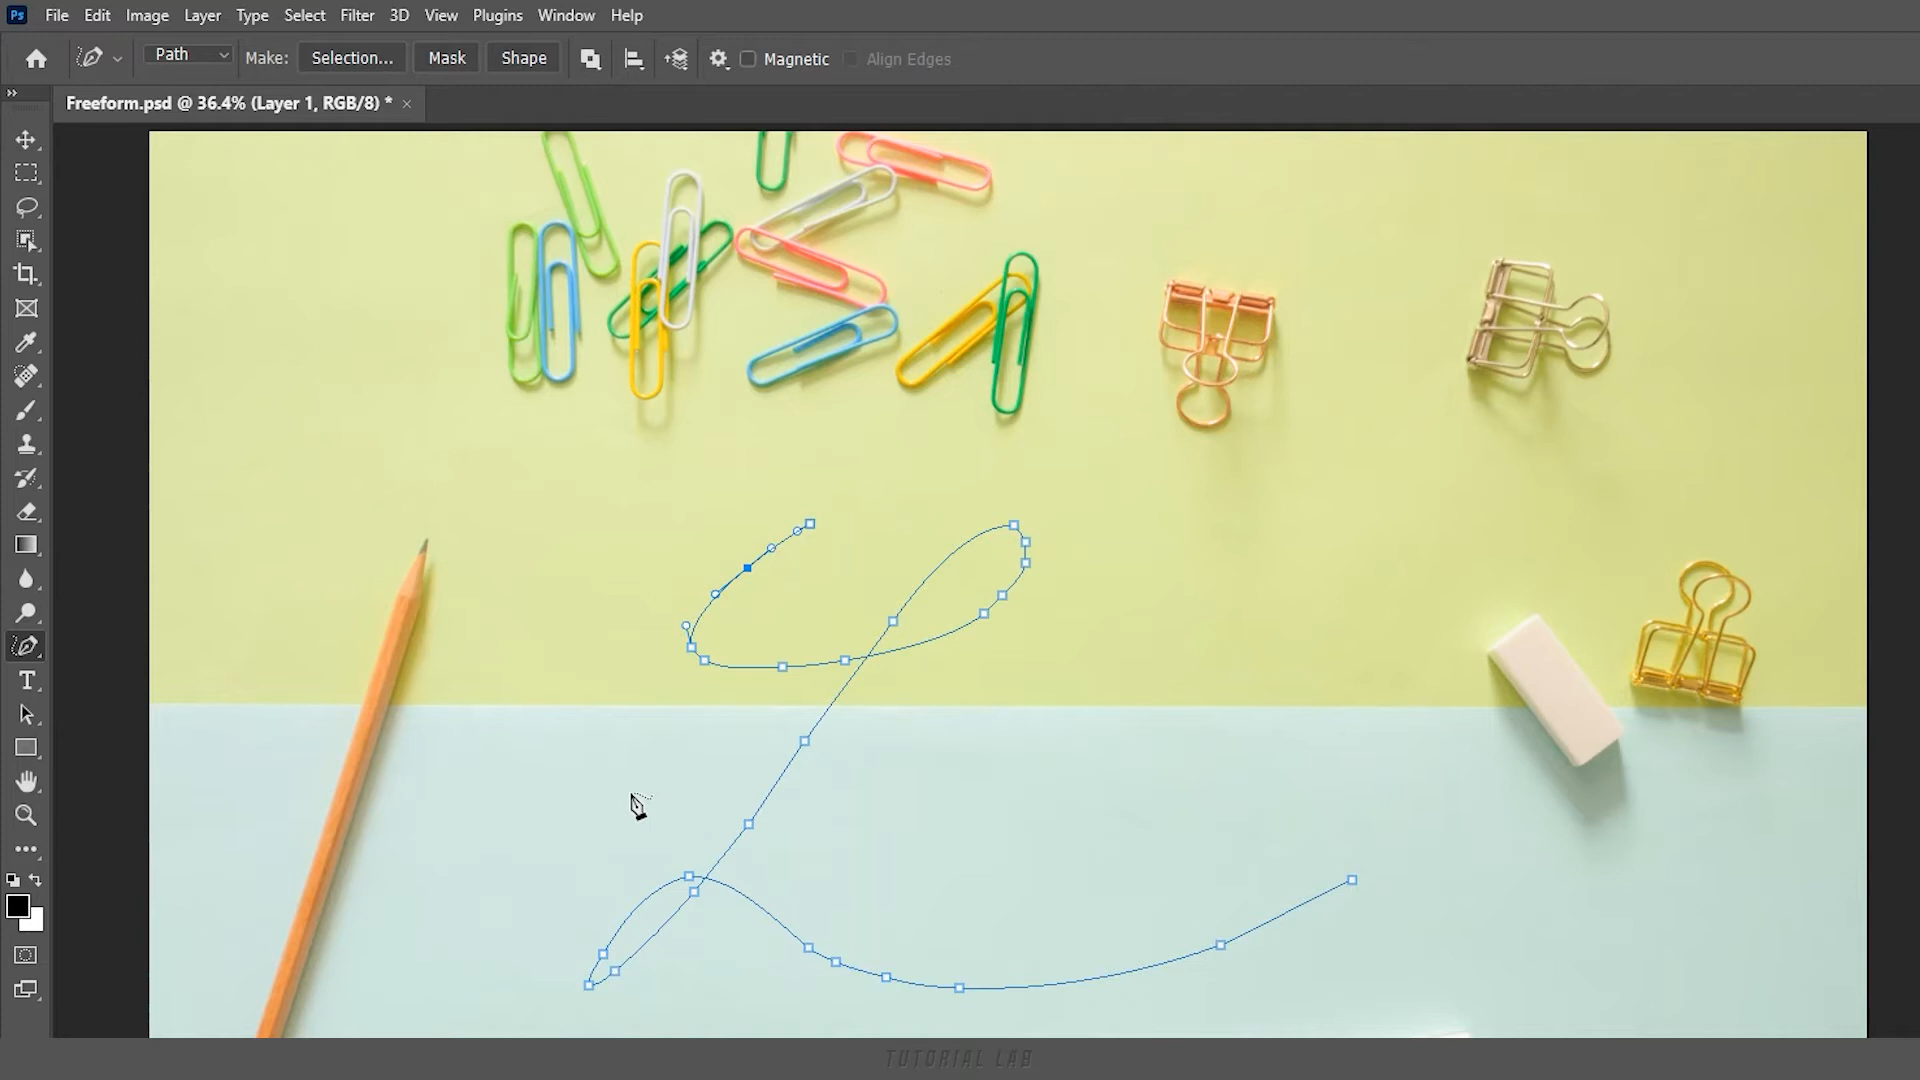 Ps File Edit Image Layer Type Select Filter 3D View Plugins Window Help
Path Make: Selection... Mask Shape Magnetic Align Edges
Freeform.psd @ 36.4% (Layer 1, RGB/8) * ×
T
TUTORIAL LAB